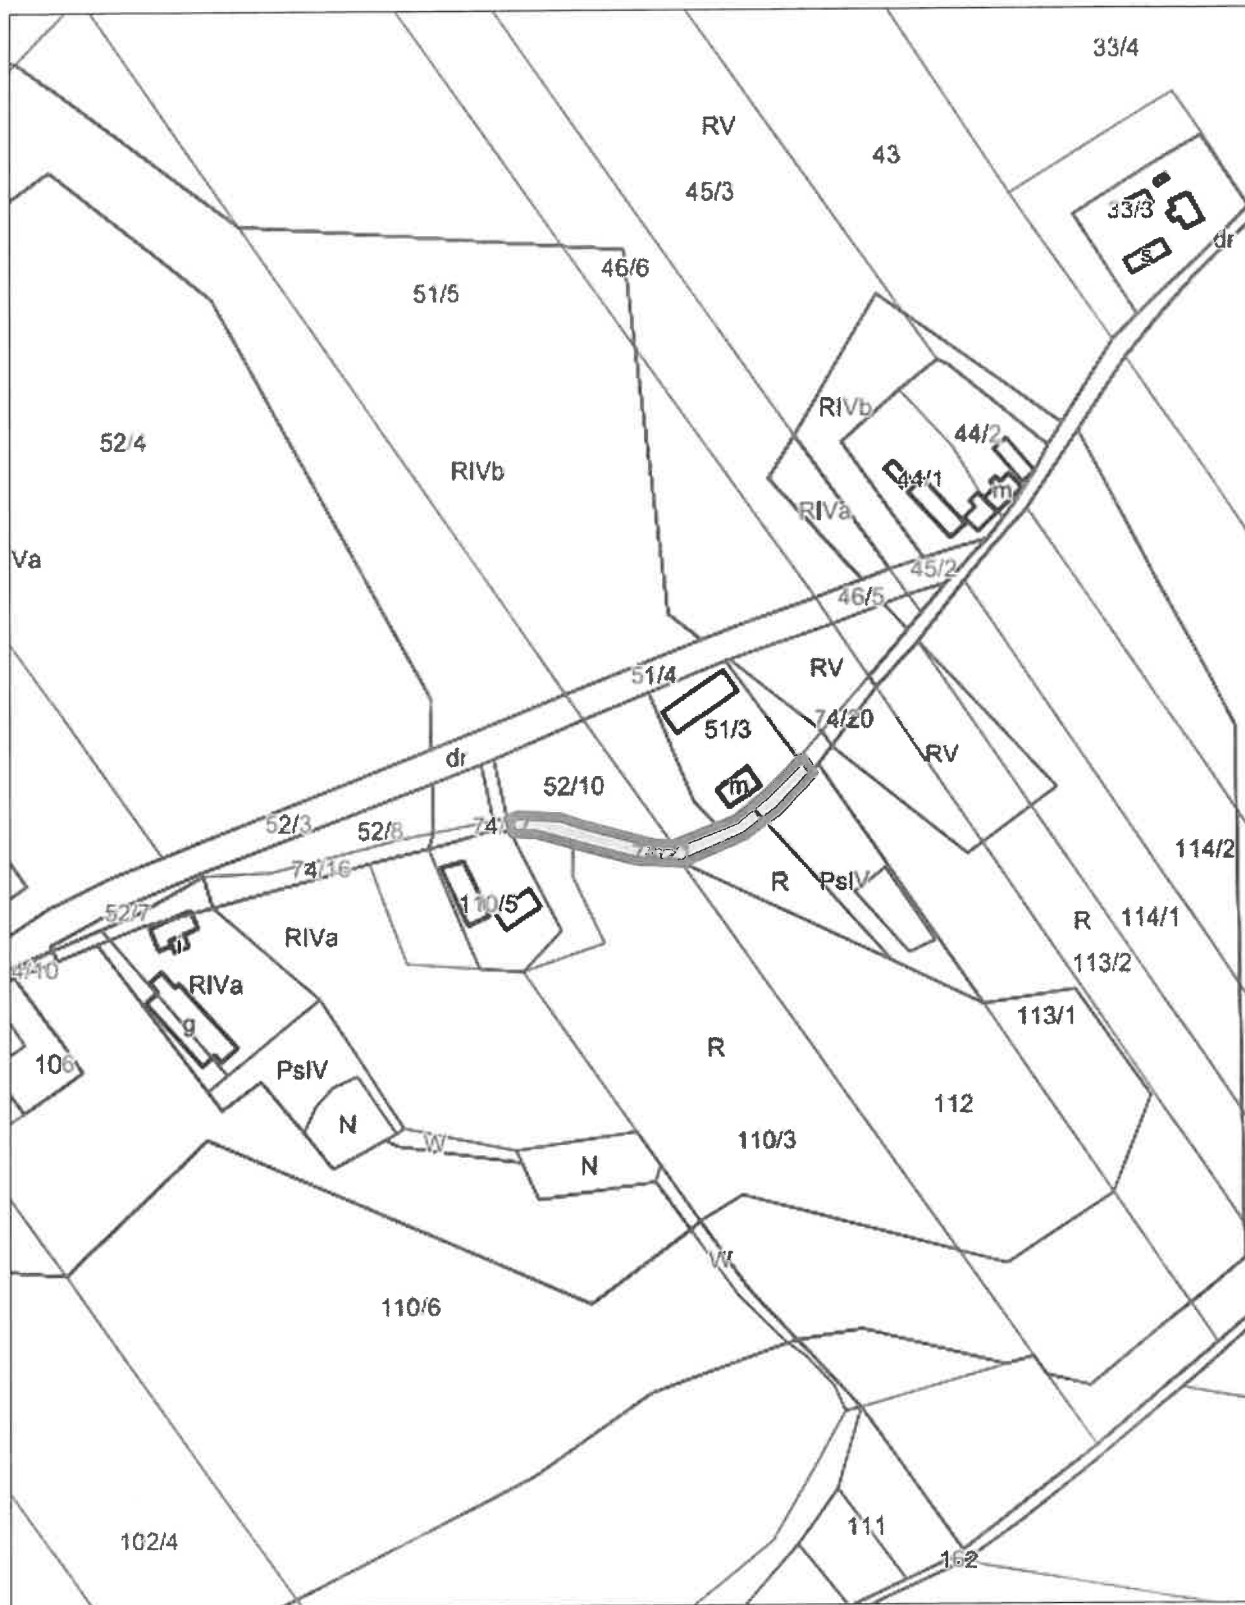 33/4
RV
43
45/3
33/3
dr
s
46/6
51/5
RIVb
44/2
52/4
RIVb
44/1
m
RIVa
Va
45/2
46/5
RV
51/4
74/20
51/3
RV
dr
52/10
m
52/3
52/8
114/2
74/16
R
PsIV
110/5
52/7
R
114/1
RIVa
113/2
RIVa
113/1
g
R
106
PsIV
112
N
W
110/3
N
W
110/6
111
102/4
162